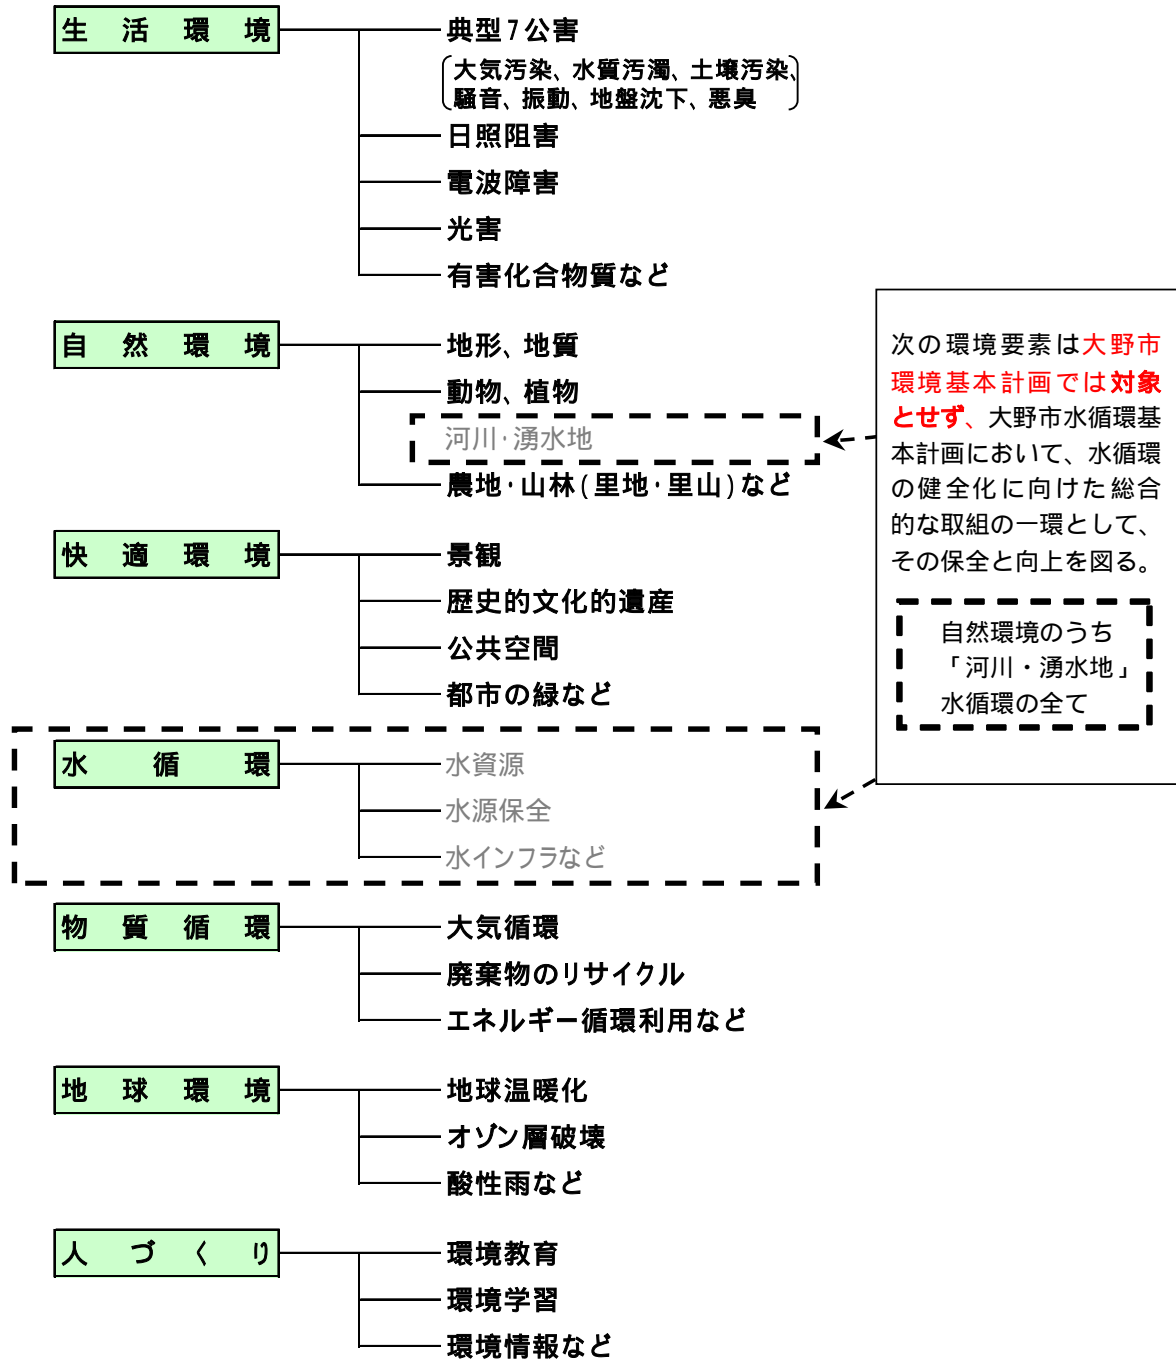 生活環境
典型7公害
大気汚染、水質汚濁、土壌汚染、
騒音、振動、地盤沈下、悪臭
日照阻害
電波障害
光害
有害化合物質など
自然環境
地形、地質
動物、植物
河川・湧水地
農地・山林(里地・里山)など
快適環境
景観
歴史的文化的遺産
公共空間
都市の緑など
水循環
水資源
水源保全
水インフラなど
物質循環
大気循環
廃棄物のリサイクル
エネルギー循環利用など
地球環境
地球温暖化
オゾン層破壊
酸性雨など
人づくり
環境教育
環境学習
環境情報など
次の環境要素は大野市
環境基本計画では対象
とせず、大野市水循環基
本計画において、水循環
の健全化に向けた総合
的な取組の一環として、
その保全と向上を図る。
自然環境のうち
「河川・湧水地」
水循環の全て